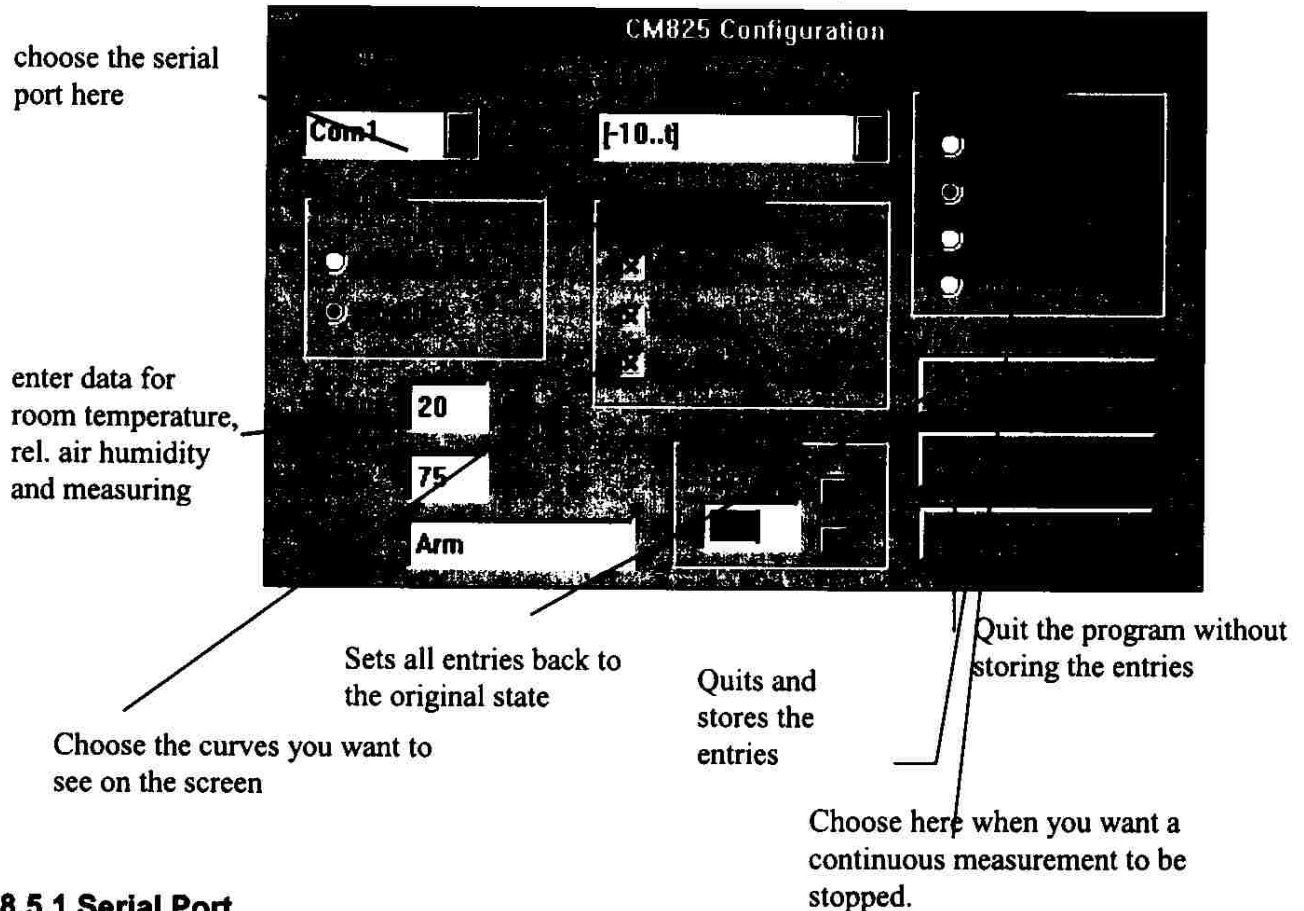 CM825 Configuration
choose the serial
port here
Com1
[-10..t]
enter data for
room temperature,
rel. air humidity
and measuring
20
75
Arm
Quit the program without
storing the entries
Sets all entries back to
the original state
Quits and
stores the
entries
Choose the curves you want to
see on the screen
Choose here when you want a
continuous measurement to be
stopped.
8.5.1 Serial Port